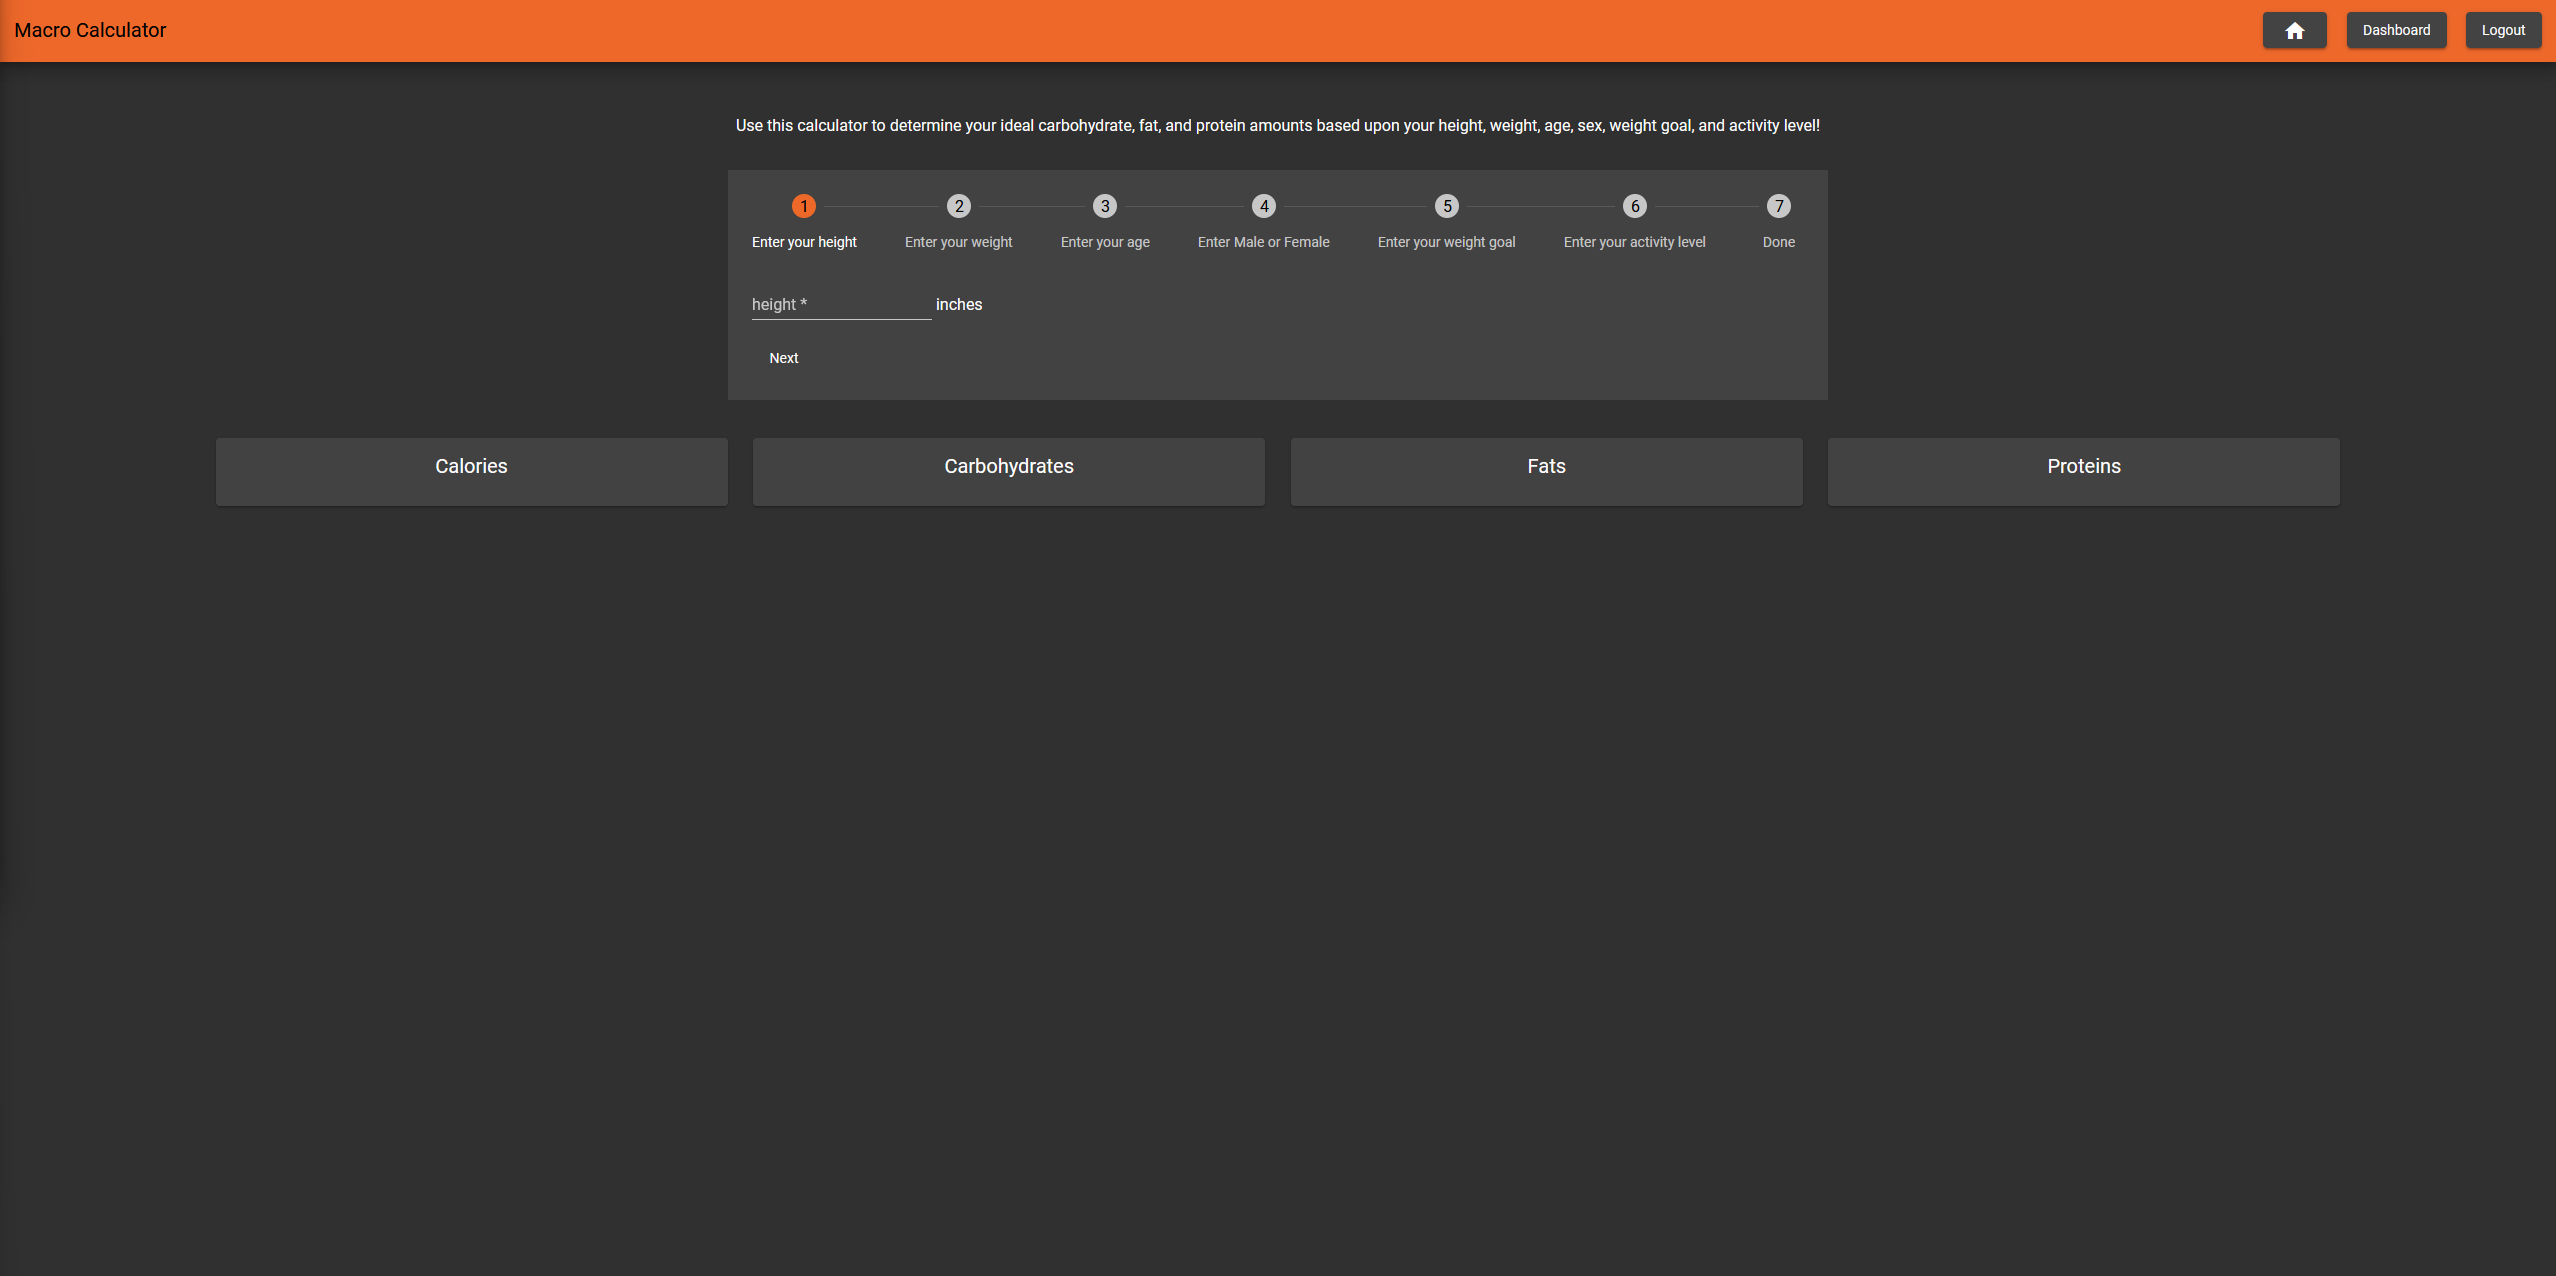 Macro Calculator
Dashboard
Logout
Use this calculator to determine your ideal carbohydrate, fat, and protein amounts based upon your height, weight, age, sex, weight goal, and activity level!
1
2
3
4
5
6
7
Enter your height
Enter your weight
Enter your age
Enter Male or Female
Enter your weight goal
Enter your activity level
Done
height * inches
Next
Calories
Carbohydrates
Fats
Proteins